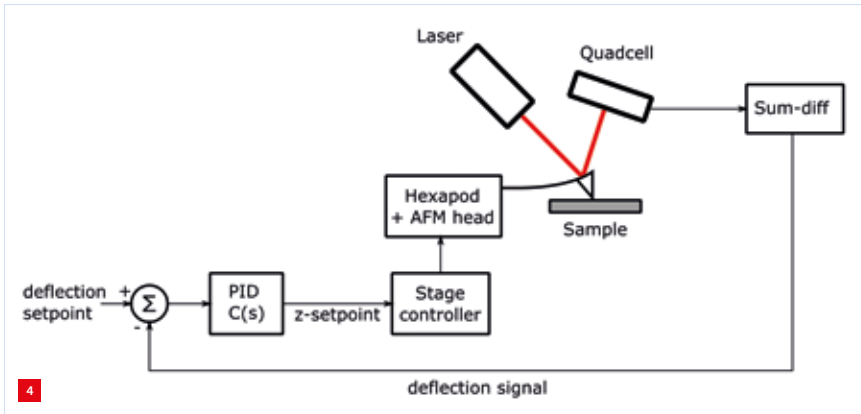 Laser
Quadcell
Sum-diff
Hexapod
+ AFM head
Sample
deflection
setpoint
+
Σ
-
PID
C(s)
z-setpoint
Stage
controller
4
deflection signal